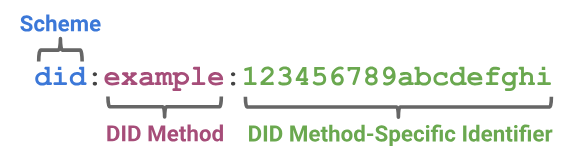 Scheme
did:example:123456789abcdefghi
DID Method DID Method-Specific Identifier